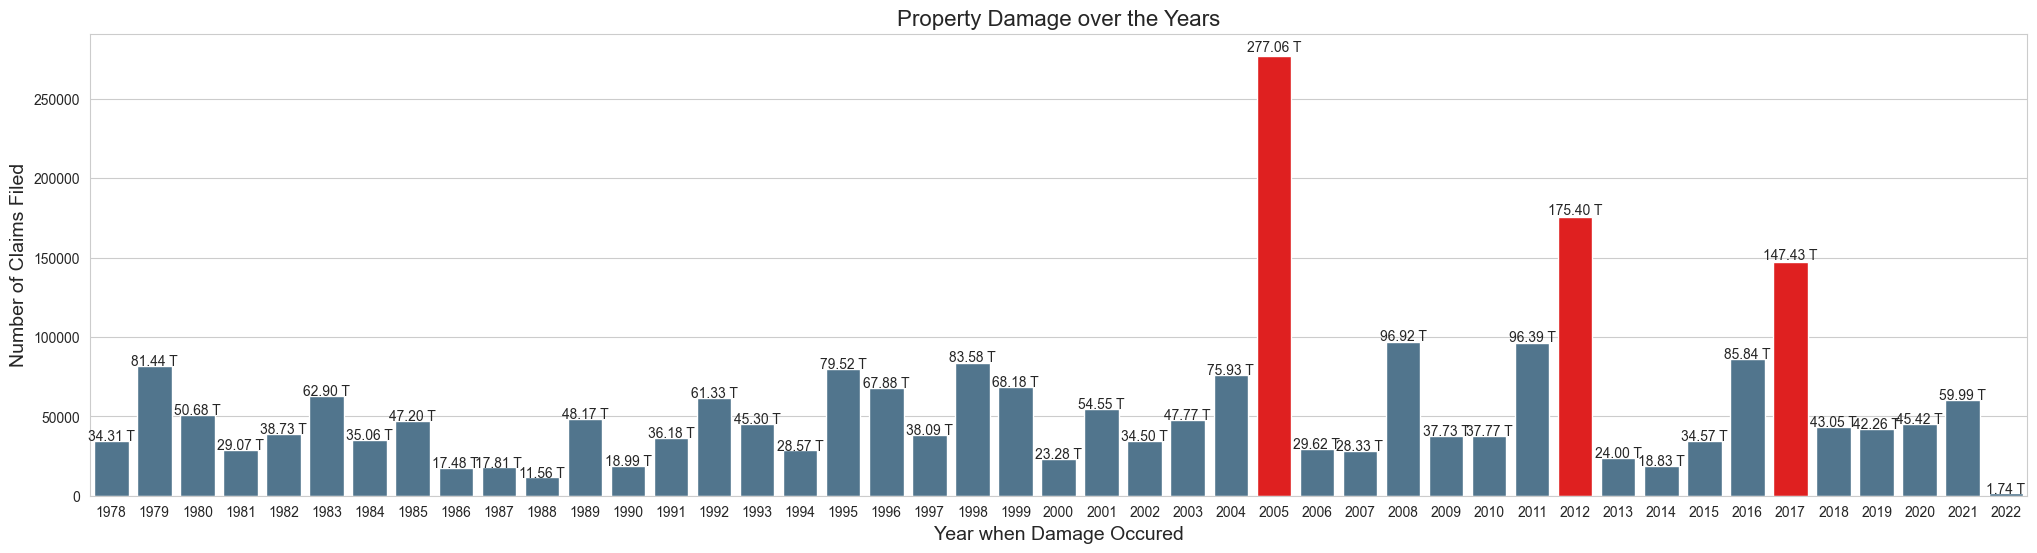 Property Damage over the Years
Number of Claims Filed
250000
200000
150000
100000
50000
0
34.31 T
81.44 T
50.68 T
29.07 T
38.73 T
62.90 T
35.06 T
47.20 T
17.48 T
17.81 T
11.56 T
48.17 T
18.99 T
36.18 T
61.33 T
45.30 T
28.57 T
79.52 T
67.88 T
38.09 T
83.58 T
68.18 T
23.28 T
54.55 T
34.50 T
47.77 T
75.93 T
277.06 T
29.62 T
28.33 T
96.92 T
37.73 T
37.77 T
96.39 T
175.40 T
24.00 T
18.83 T
34.57 T
85.84 T
147.43 T
43.05 T
42.26 T
45.42 T
59.99 T
1.74 T
1978 1979 1980 1981 1982 1983 1984 1985 1986 1987 1988 1989 1990 1991 1992 1993 1994 1995 1996 1997 1998 1999 2000 2001 2002 2003 2004 2005 2006 2007 2008 2009 2010 2011 2012 2013 2014 2015 2016 2017 2018 2019 2020 2021 2022
Year when Damage Occured